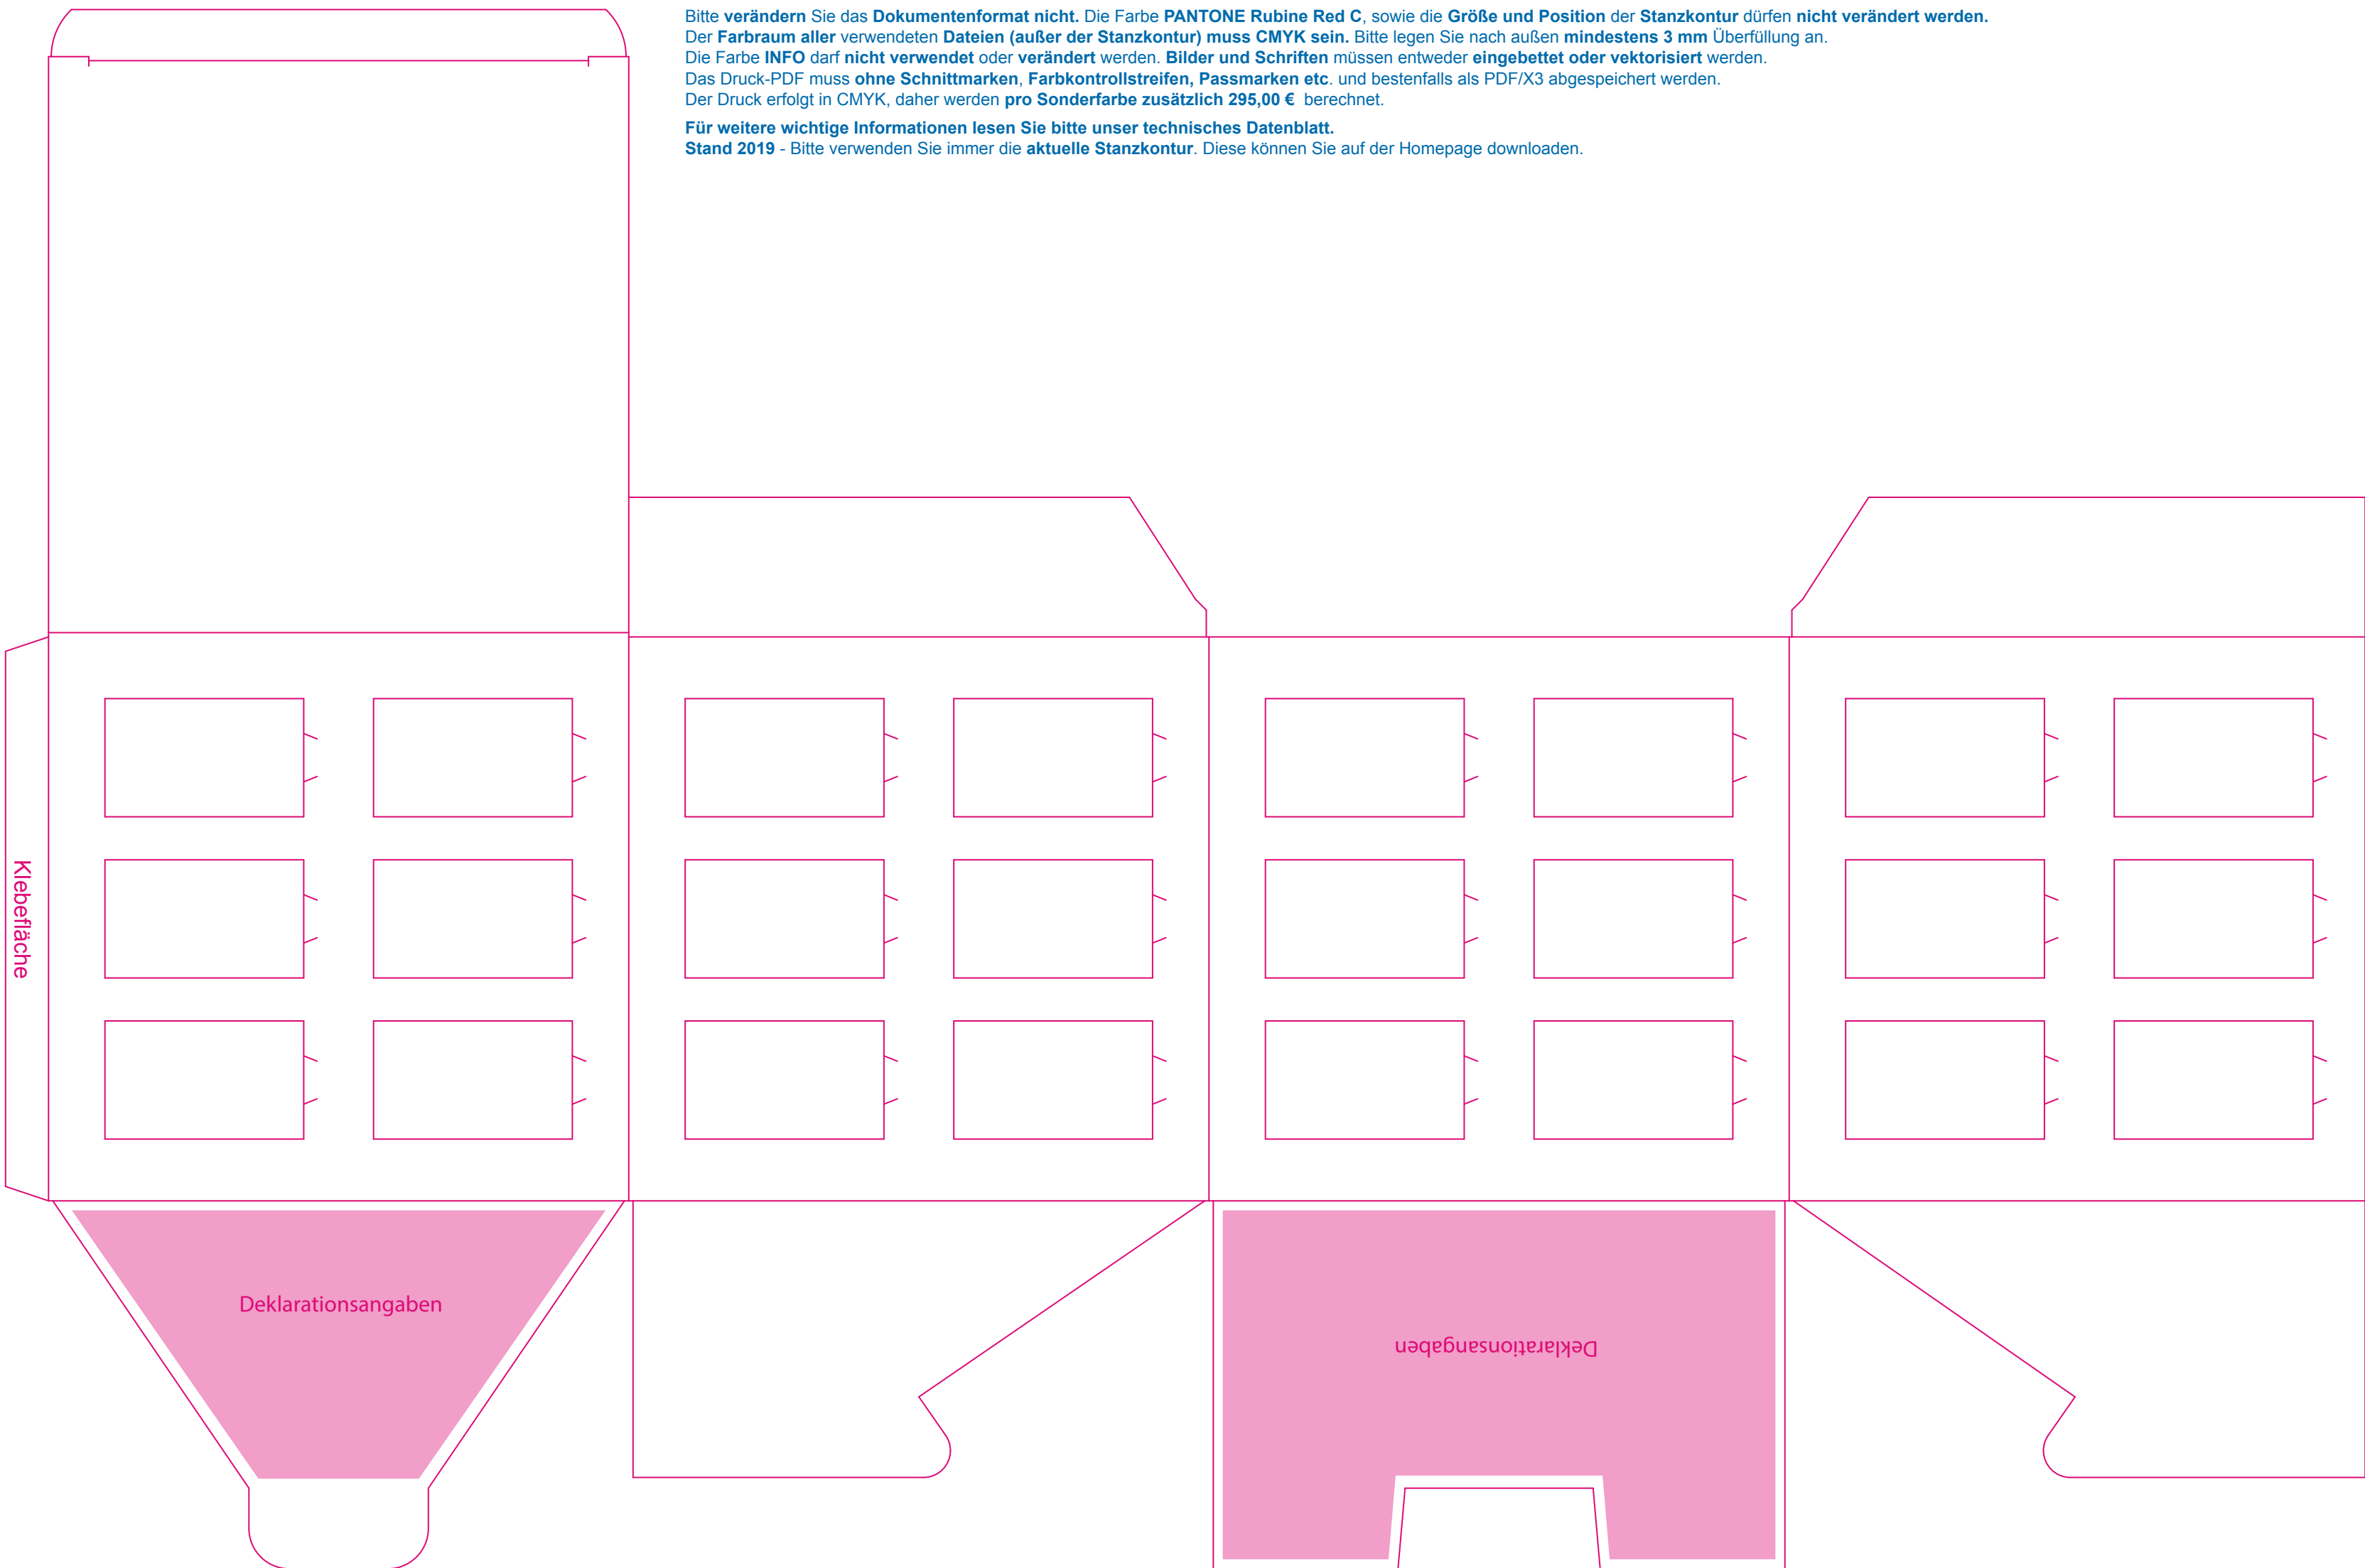 Bitte verändern Sie das Dokumentenformat nicht. Die Farbe PANTONE Rubine Red C, sowie die Größe und Position der Stanzkontur dürfen nicht verändert werden.
Der Farbraum aller verwendeten Dateien (außer der Stanzkontur) muss CMYK sein. Bitte legen Sie nach außen mindestens 3 mm Überfüllung an.
Die Farbe INFO darf nicht verwendet oder verändert werden. Bilder und Schriften müssen entweder eingebettet oder vektorisiert werden.
Das Druck-PDF muss ohne Schnittmarken, Farbkontrollstreifen, Passmarken etc. und bestenfalls als PDF/X3 abgespeichert werden.
Der Druck erfolgt in CMYK, daher werden pro Sonderfarbe zusätzlich 295,00 € berechnet.
Für weitere wichtige Informationen lesen Sie bitte unser technisches Datenblatt.
Stand 2019 - Bitte verwenden Sie immer die aktuelle Stanzkontur. Diese können Sie auf der Homepage downloaden.
Klebefläche
Deklarationsangaben
Deklarationsangaben